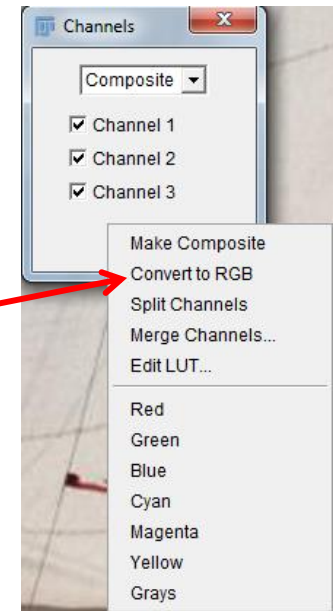 Channels
Composite
Channel 1
Channel 2
Channel 3
Make Composite
Convert to RGB
Split Channels
Merge Channels...
Edit LUT...
Red
Green
Blue
Cyan
Magenta
Yellow
Grays